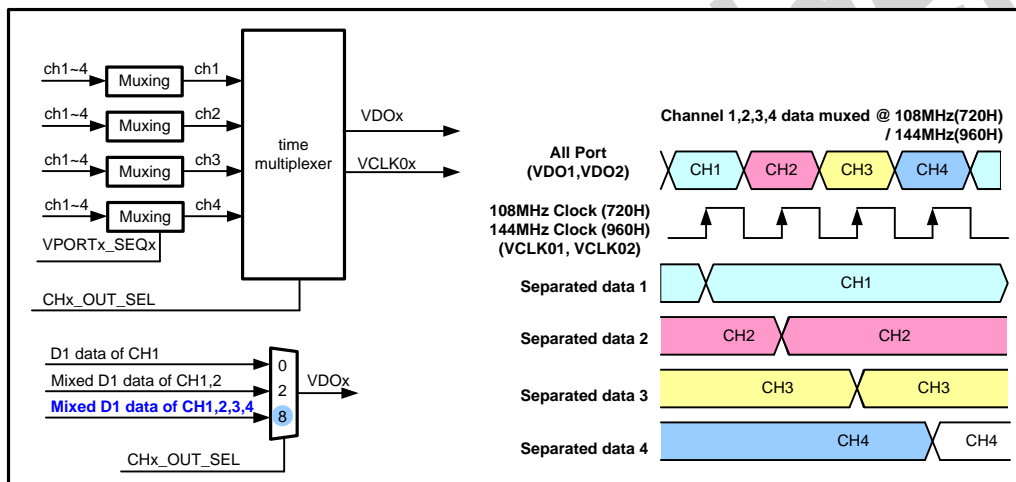 ch1~4
Muxing
ch1
ch1~4
Muxing
ch2
ch1~4
Muxing
ch3
ch1~4
Muxing
ch4
VPORTx_SEQx
time
multiplexer
VDOx
VCLK0x
CHx_OUT_SEL
D1 data of CH1
Mixed D1 data of CH1,2
Mixed D1 data of CH1,2,3,4
0
2
8
VDOx
CHx_OUT_SEL
Channel 1,2,3,4 data muxed @ 108MHz(720H)
/ 144MHz(960H)
All Port
(VDO1,VDO2)
CH1
CH2
CH3
CH4
108MHz Clock (720H)
144MHz Clock (960H)
(VCLK01, VCLK02)
Separated data 1
CH1
Separated data 2
CH2
CH2
Separated data 3
CH3
CH3
Separated data 4
CH4
CH4